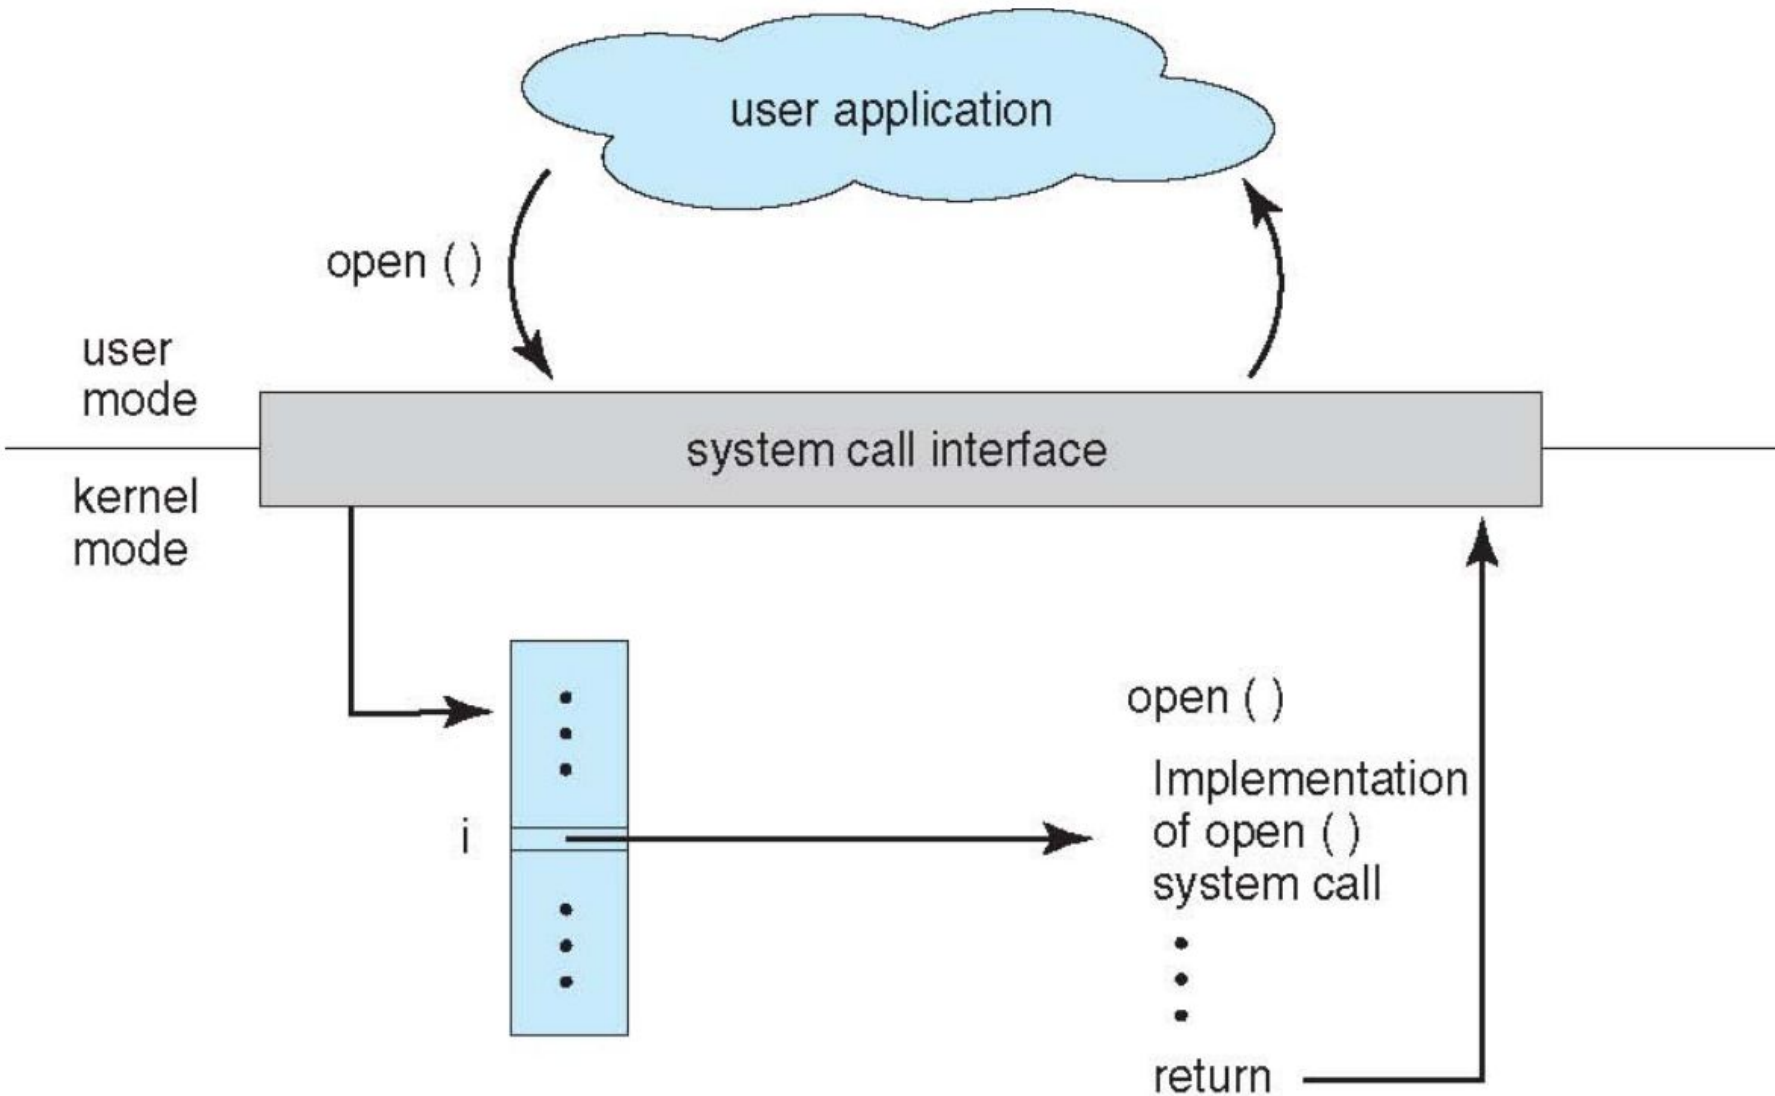 user application
open ( )
user
mode
system call interface
kernel
mode
open ( )
Implementation
of open ( )
system call
i
return